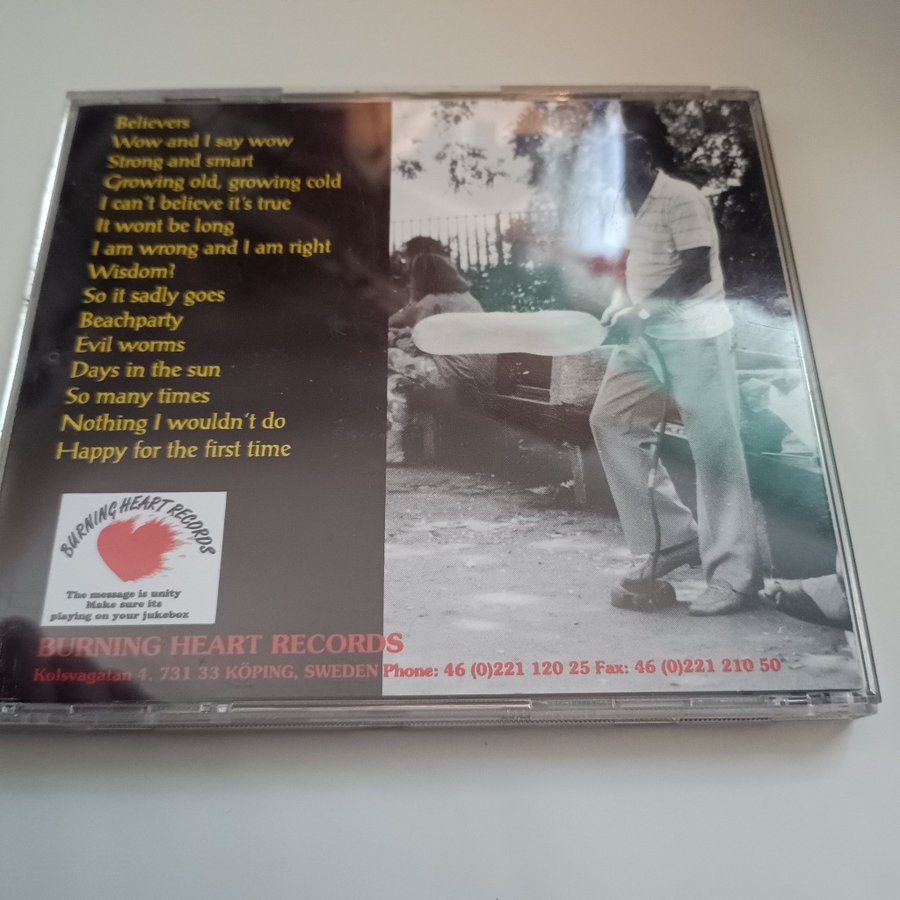 Believers
Wow and I say wow
Strong and smart
Growing old, growing cold
I can't believe it's true
It wont be long
I am wrong and I am right
Wisdom?
So it sadly goes
Beachparty
Evil worms
Days in the sun
So many times
Nothing I wouldn't do
Happy for the first time
BURNING HEART RECORDS
The message is unity
Make sure its
playing on your jukebox
BURNING HEART RECORDS
Kolsvagatan 4, 731 33 KÖPING, SWEDEN Phone: 46 (0)221 120 25 Fax: 46 (0)221 210 50